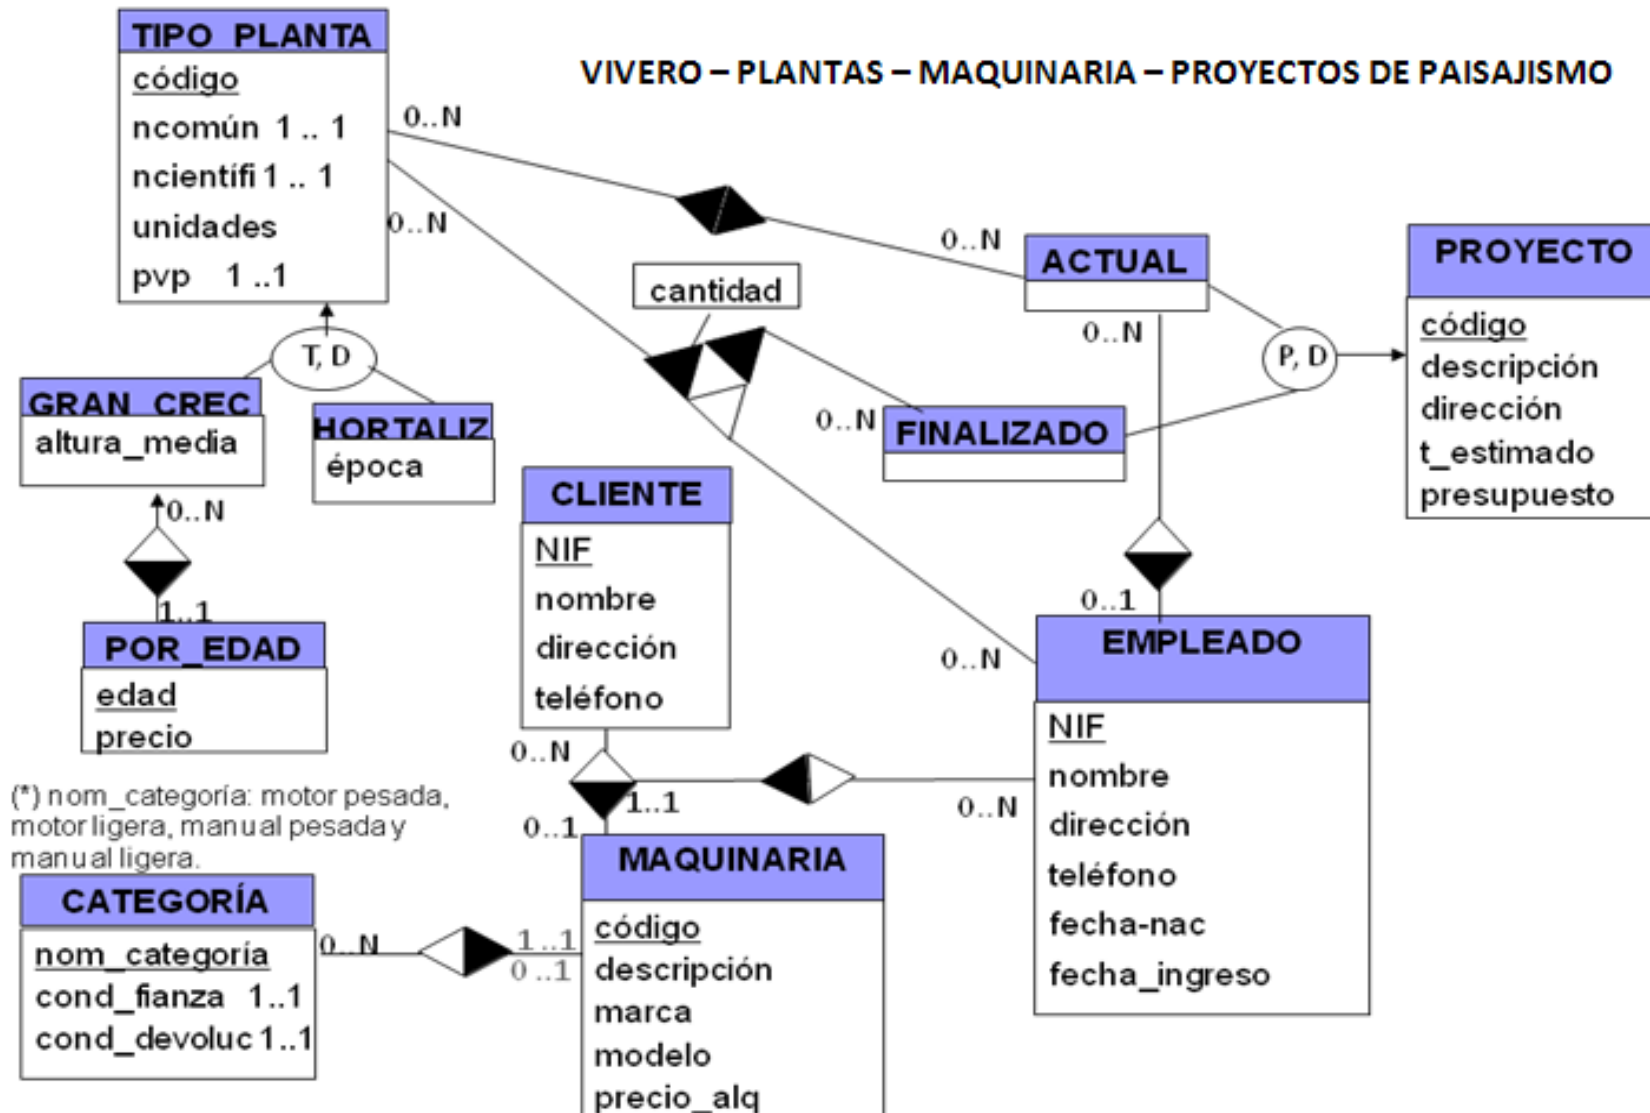 VIVERO – PLANTAS – MAQUINARIA – PROYECTOS DE PAISAJISMO
TIPO_PLANTA
código
ncomún 1 .. 1
ncientífi 1 .. 1
unidades
pvp 1 ..1
0..N
0..N
0..N
cantidad
ACTUAL
0..N
PROYECTO
código
descripción
dirección
t_estimado
presupuesto
P, D
T, D
GRAN_CREC
altura_media
HORTALIZ
época
0..N
FINALIZADO
0..N
1..1
POR_EDAD
edad
precio
CLIENTE
NIF
nombre
dirección
teléfono
0..N
0..1
0..N
EMPLEADO
NIF
nombre
dirección
teléfono
fecha-nac
fecha_ingreso
1..1
0..N
0..1
(*) nom_categoría: motor pesada,
motor ligera, manual pesada y
manual ligera.
CATEGORÍA
nom_categoría
cond_fianza 1..1
cond_devoluc 1..1
0..N
1..1
0..1
MAQUINARIA
código
descripción
marca
modelo
precio_alq